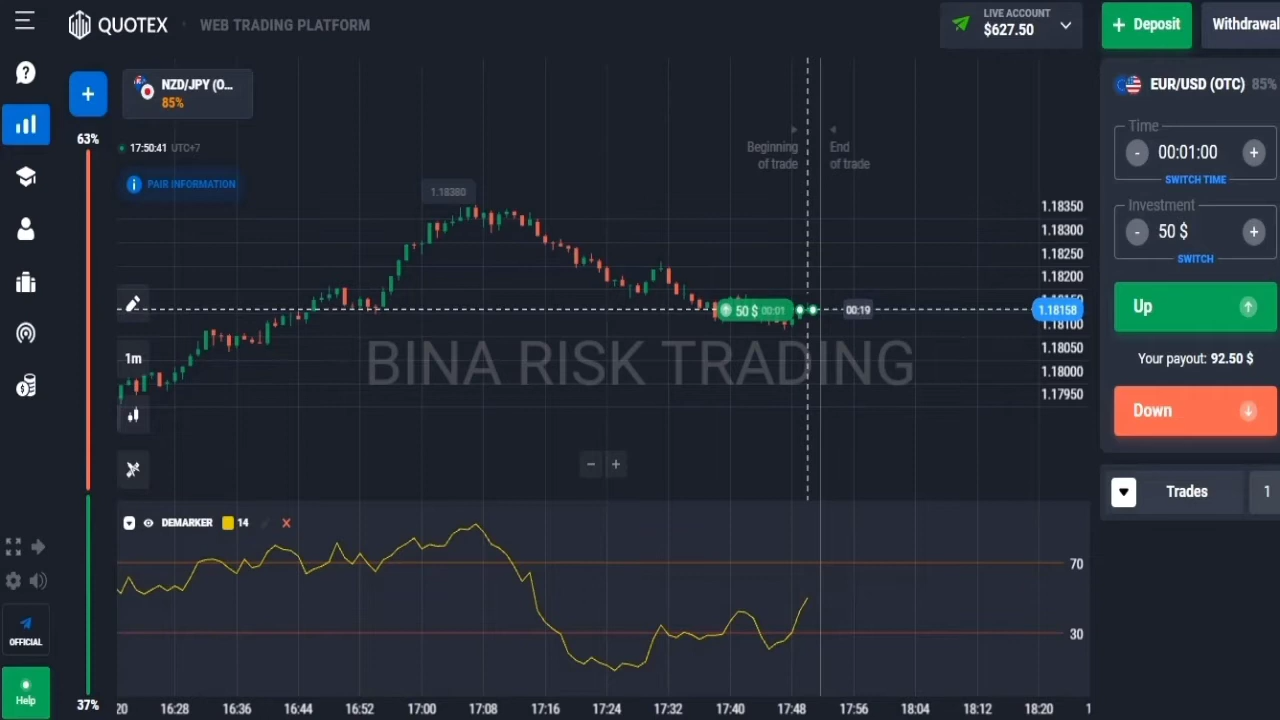 QUOTEX
WEB TRADING PLATFORM
LIVE ACCOUNT
$627.50
+ Deposit
Withdrawal
+
NZD/JPY (O...
85%
63%
17:50:41 UTC+7
PAIR INFORMATION
Beginning
of trade
End
of trade
1.18380
1.18350
1.18300
1.18250
1.18200
1.18158
1.18100
1.18050
1.18000
1.17950
50 $ 00:01
00:19
BINA RISK TRADING
1m
- +
DEMARKER 14
70
30
37%
20 16:28 16:36 16:44 16:52 17:00 17:08 17:16 17:24 17:32 17:40 17:48 17:56 18:04 18:12 18:20 1
OFFICIAL
Help
EUR/USD (OTC) 85%
Time
- 00:01:00 +
SWITCH TIME
Investment
- 50 $ +
SWITCH
Up
Your payout: 92.50 $
Down
Trades 1